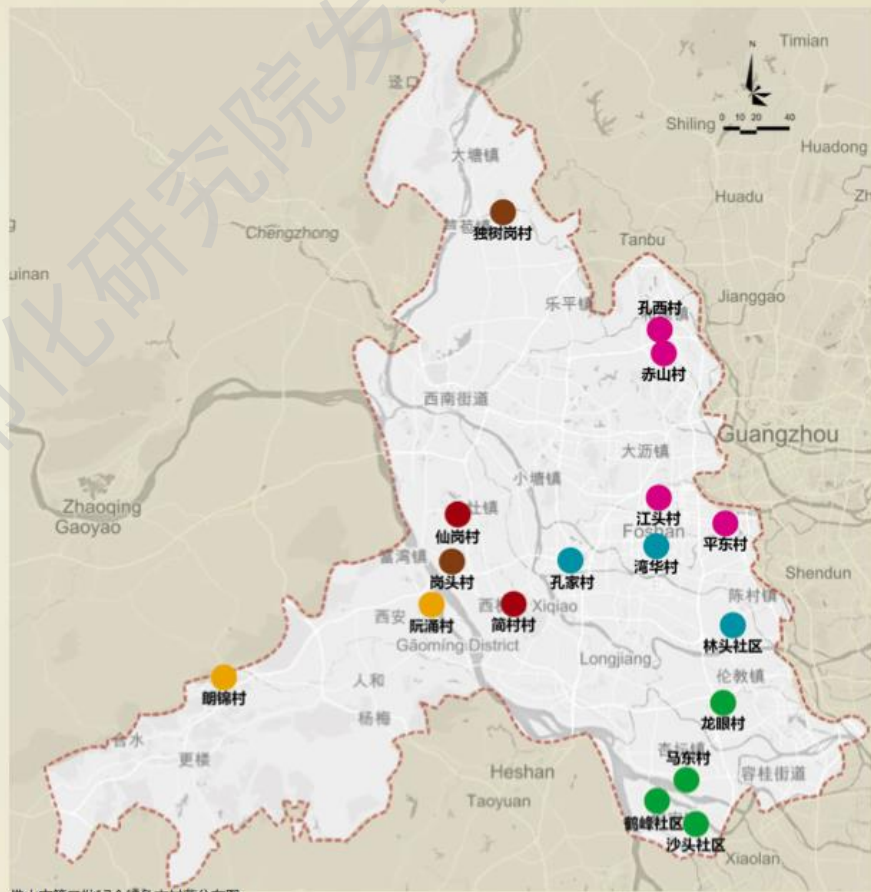 Timian
N
迳口
Shiling
0 10 20 40
Huadong
大塘镇
Huadu
独树岗村
Chengzhong
Tanbu
uinan
乐平镇
Jianggao
孔西村
赤山村
西南街道
Guangzhou
大沥镇
小塘镇
Zhaoqing
Gaoyao
仙岗村
江头村
Foshan
平东村
湾华村
岗头村
孔家村
Shendun
陈村镇
西安
阮涌村
简村村
Xiqiao
林头社区
Gaoming District
Longjiang
伦教镇
朗锦村
人和
杨梅
龙眼村
合水
更楼
马东村
容桂街道
Heshan
Taoyuan
鹤峰社区
沙头社区
Xiaolan